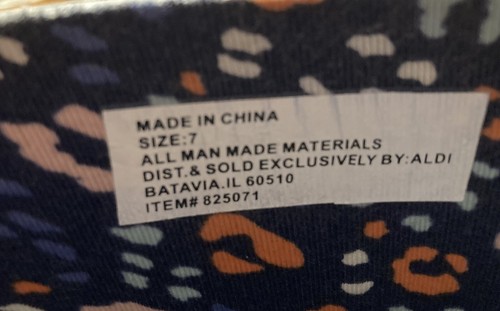 MADE IN CHINA
SIZE:7
ALL MAN MADE MATERIALS
DIST.& SOLD EXCLUSIVELY BY:ALDI
BATAVIA.IL 60510
ITEM# 825071